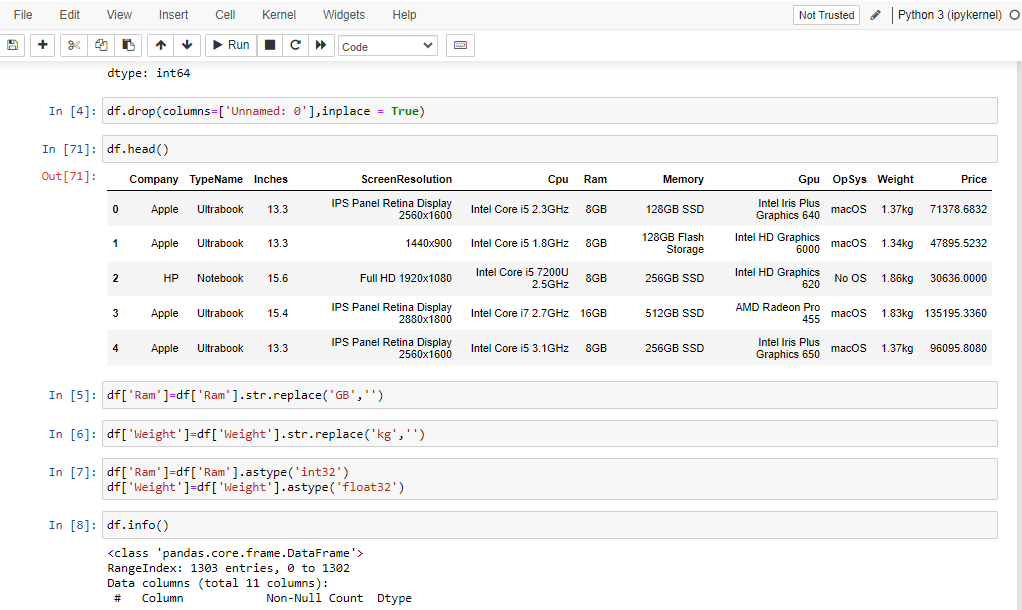 File Edit View Insert Cell Kernel Widgets Help Not Trusted Python 3 (ipykernel)
Run Code
dtype: int64
In [4]: df.drop(columns=['Unnamed: 0'],inplace = True)
In [71]: df.head()
Out[71]:
Company TypeName Inches ScreenResolution Cpu Ram Memory Gpu OpSys Weight Price
0 Apple Ultrabook 13.3 IPS Panel Retina Display 2560x1600 Intel Core i5 2.3GHz 8GB 128GB SSD Intel Iris Plus Graphics 640 macOS 1.37kg 71378.6832
1 Apple Ultrabook 13.3 1440x900 Intel Core i5 1.8GHz 8GB 128GB Flash Storage Intel HD Graphics 6000 macOS 1.34kg 47895.5232
2 HP Notebook 15.6 Full HD 1920x1080 Intel Core i5 7200U 2.5GHz 8GB 256GB SSD Intel HD Graphics 620 No OS 1.86kg 30636.0000
3 Apple Ultrabook 15.4 IPS Panel Retina Display 2880x1800 Intel Core i7 2.7GHz 16GB 512GB SSD AMD Radeon Pro 455 macOS 1.83kg 135195.3360
4 Apple Ultrabook 13.3 IPS Panel Retina Display 2560x1600 Intel Core i5 3.1GHz 8GB 256GB SSD Intel Iris Plus Graphics 650 macOS 1.37kg 96095.8080
In [5]: df['Ram']=df['Ram'].str.replace('GB','')
In [6]: df['Weight']=df['Weight'].str.replace('kg','')
In [7]: df['Ram']=df['Ram'].astype('int32')
df['Weight']=df['Weight'].astype('float32')
In [8]: df.info()
<class 'pandas.core.frame.DataFrame'>
RangeIndex: 1303 entries, 0 to 1302
Data columns (total 11 columns):
# Column Non-Null Count Dtype